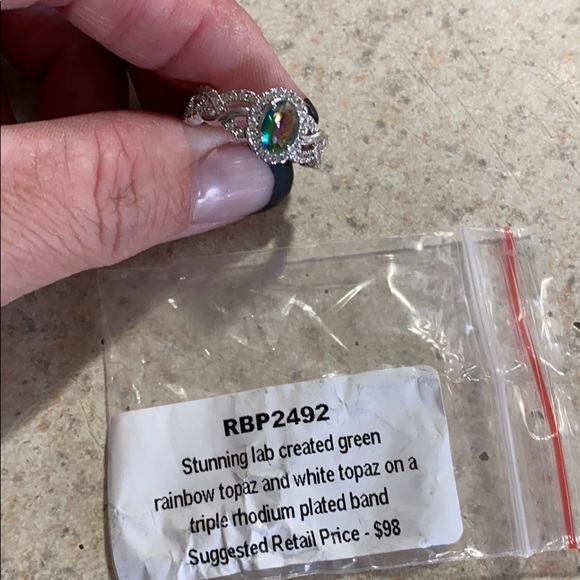 RBP2492
Stunning lab created green
rainbow topaz and white topaz on a
triple rhodium plated band
Suggested Retail Price - $98